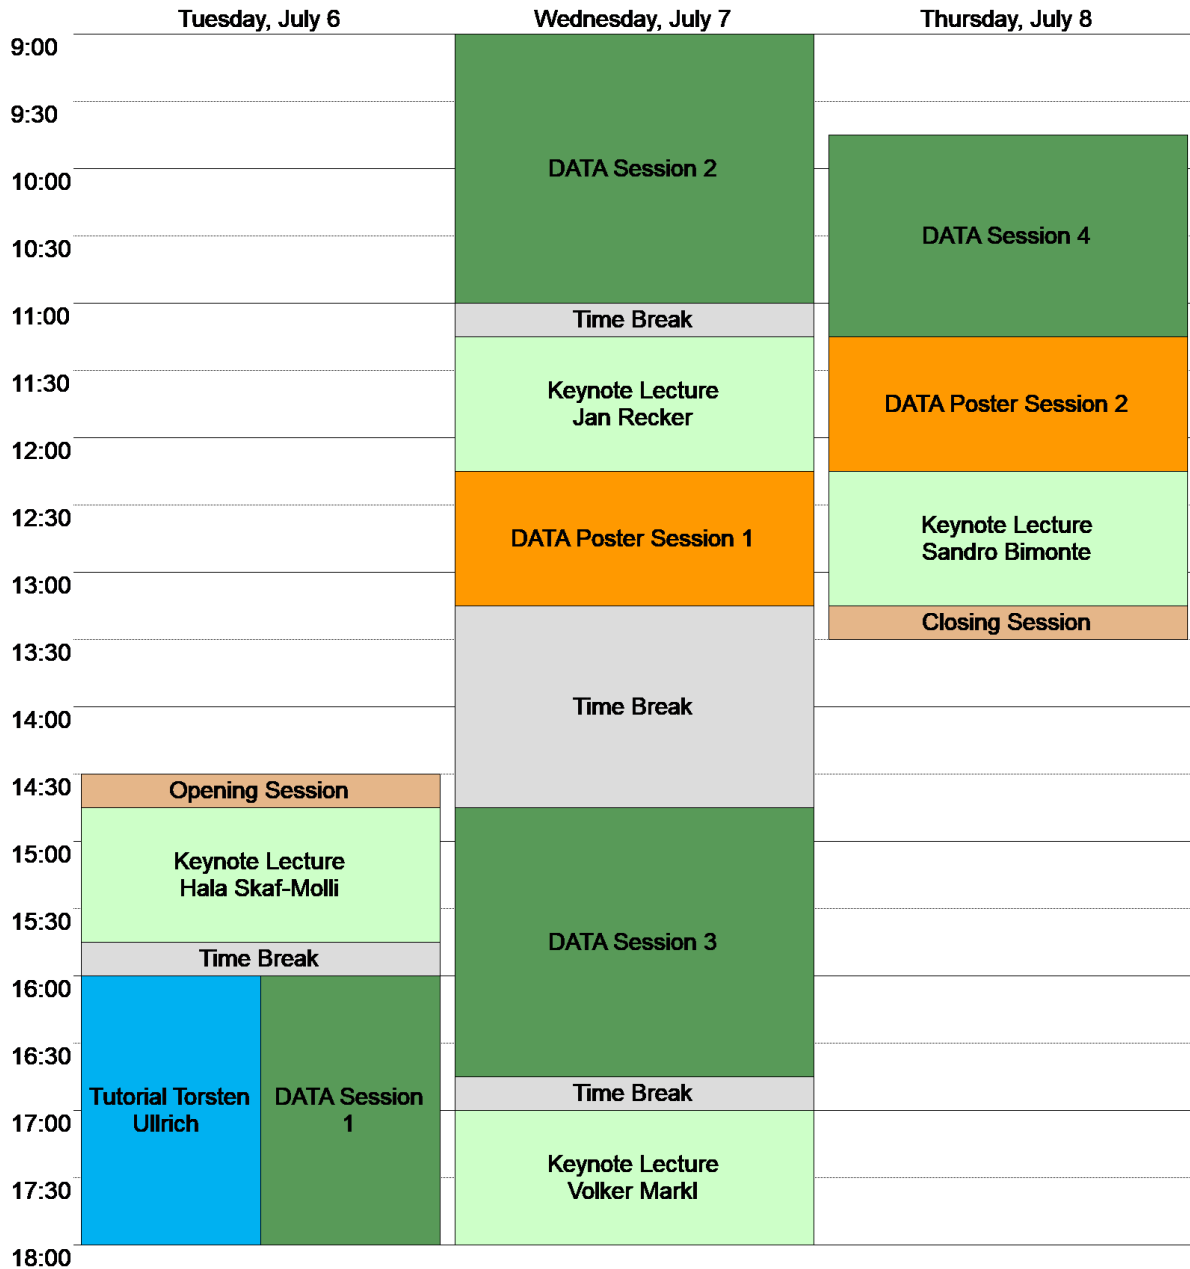 Tuesday, July 6
Wednesday, July 7
Thursday, July 8
9:00
9:30
10:00
10:30
11:00
11:30
12:00
12:30
13:00
13:30
14:00
14:30
15:00
15:30
16:00
16:30
17:00
17:30
18:00
Opening Session
Keynote Lecture
Hala Skaf-Molli
Time Break
Tutorial Torsten
Ullrich
DATA Session
1
DATA Session 2
Time Break
Keynote Lecture
Jan Recker
DATA Poster Session 1
Time Break
DATA Session 3
Time Break
Keynote Lecture
Volker Markl
DATA Session 4
DATA Poster Session 2
Keynote Lecture
Sandro Bimonte
Closing Session